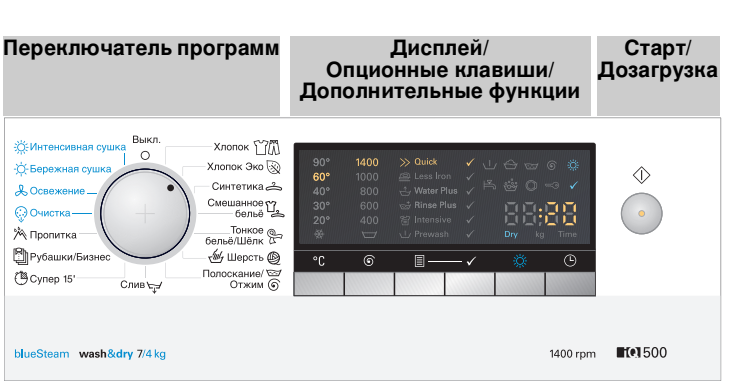 Переключатель программ
Дисплей/
Опционные клавиши/
Дополнительные функции
Старт/
Дозагрузка
Выкл.
Интенсивная сушка
Бережная сушка
Освежение
Очистка
Пропитка
Рубашки/Бизнес
Супер 15'
Слив
Хлопок
Хлопок Эко
Синтетика
Смешанное
бельё
Тонкое
бельё/Шёлк
Шерсть
Полоскание/
Отжим
90° 1400 Quick ✓
60° 1000 Less Iron ✓
40° 800 Water Plus ✓
30° 600 Rinse Plus ✓
20° 400 Intensive ✓
Prewash ✓
88:80
Dry kg Time
°C ✓
blueSteam wash&dry 7/4 kg
1400 rpm iQ500